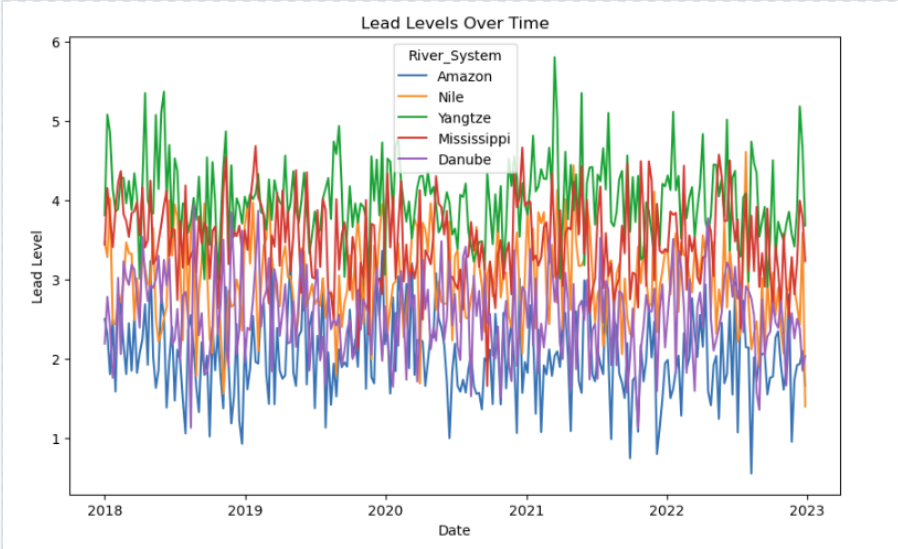 Lead Levels Over Time
6
5
4
3
2
1
Lead Level
River_System
Amazon
Nile
Yangtze
Mississippi
Danube
2018 2019 2020 2021 2022 2023
Date